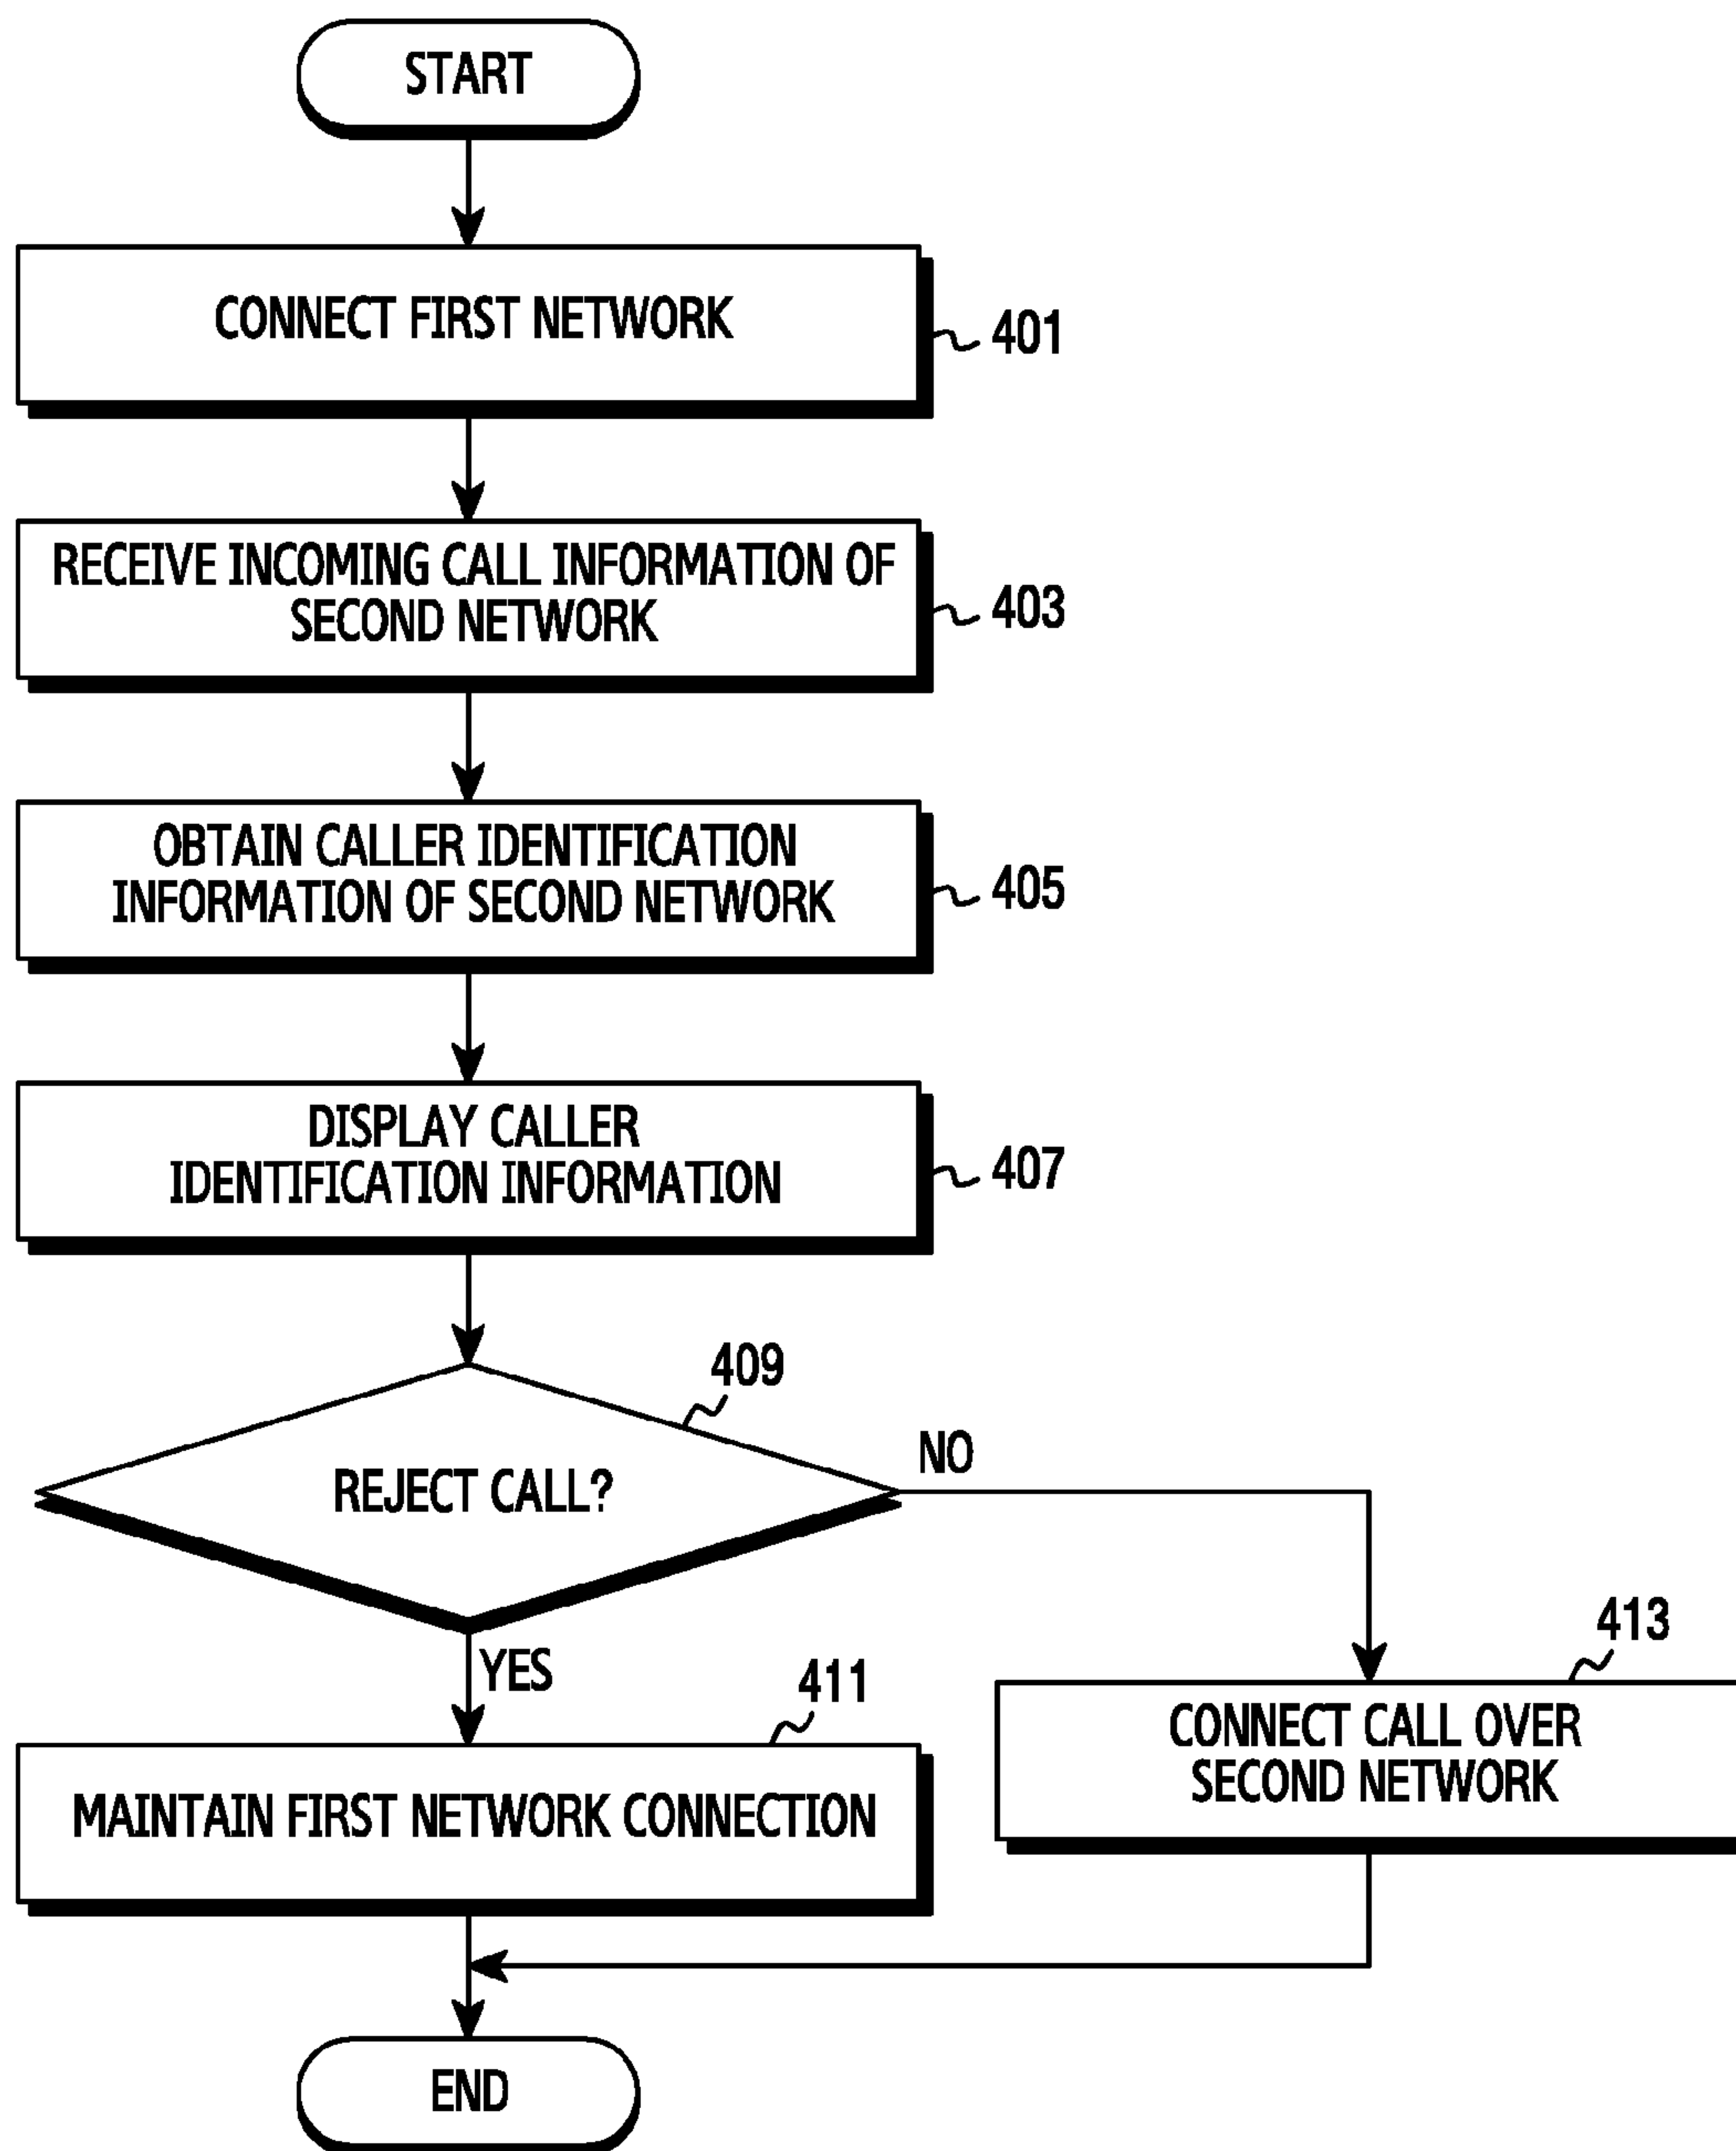 START
CONNECT FIRST NETWORK
401
RECEIVE INCOMING CALL INFORMATION OF
SECOND NETWORK
403
OBTAIN CALLER IDENTIFICATION
INFORMATION OF SECOND NETWORK
405
DISPLAY CALLER
IDENTIFICATION INFORMATION
407
409
REJECT CALL?
NO
YES
411
MAINTAIN FIRST NETWORK CONNECTION
413
CONNECT CALL OVER
SECOND NETWORK
END